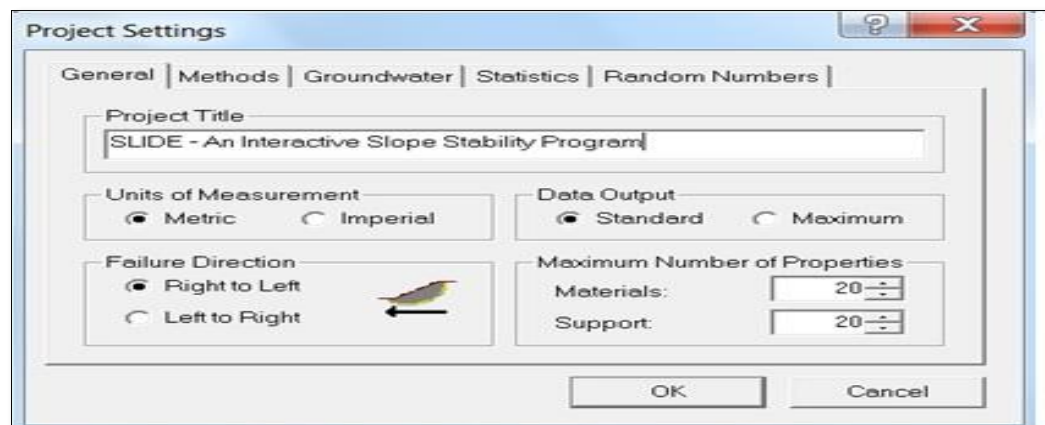 Project Settings
General Methods Groundwater Statistics Random Numbers
Project Title
SLIDE - An Interactive Slope Stability Program
Units of Measurement
Metric Imperial
Data Output
Standard Maximum
Failure Direction
Right to Left
Left to Right
Maximum Number of Properties
Materials: 20
Support: 20
OK Cancel